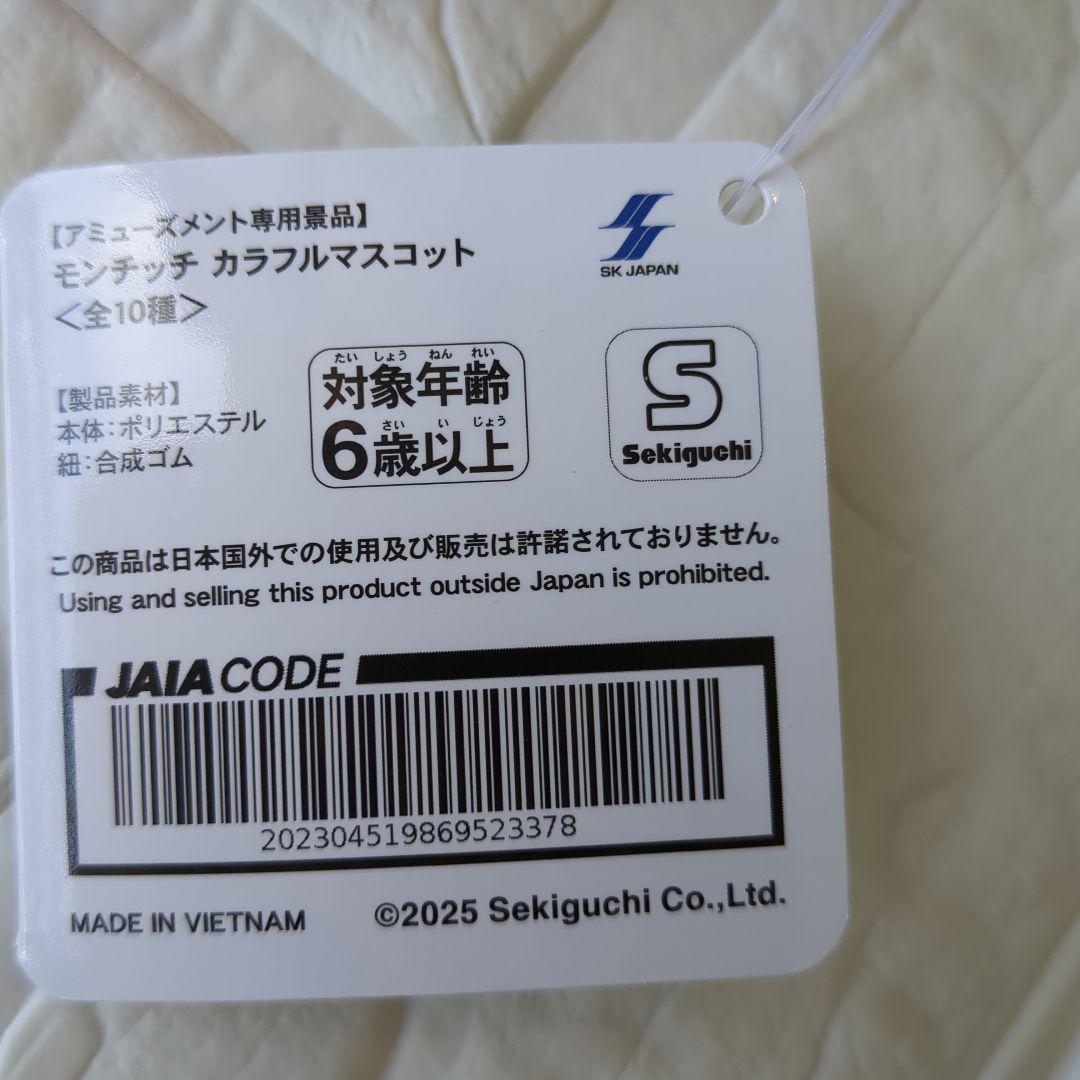 【アミューズメント専用景品】
モンチッチ カラフルマスコット
＜全10種＞
SK JAPAN
【製品素材】
本体：ポリエステル
紐：合成ゴム
たい しょう ねん れい
対象年齢
さい い じょう
6歳以上
S
Sekiguchi
この商品は日本国外での使用及び販売は許諾されておりません。
Using and selling this product outside Japan is prohibited.
JAIA CODE
202304519869523378
MADE IN VIETNAM
©2025 Sekiguchi Co.,Ltd.